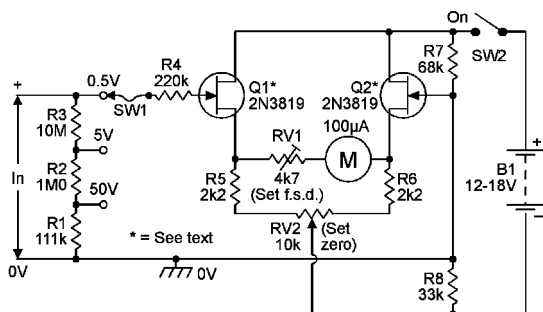 On
SW2
R7
68k
R4
220k
Q1*
2N3819
Q2*
2N3819
+
0.5V
SW1
R3
10M
5V
RV1
4k7
(Set f.s.d.)
100µA
M
B1
12-18V
+
−
In
R2
1M0
50V
R5
2k2
R6
2k2
R1
111k
* = See text
RV2
10k
(Set
zero)
0V
0V
R8
33k